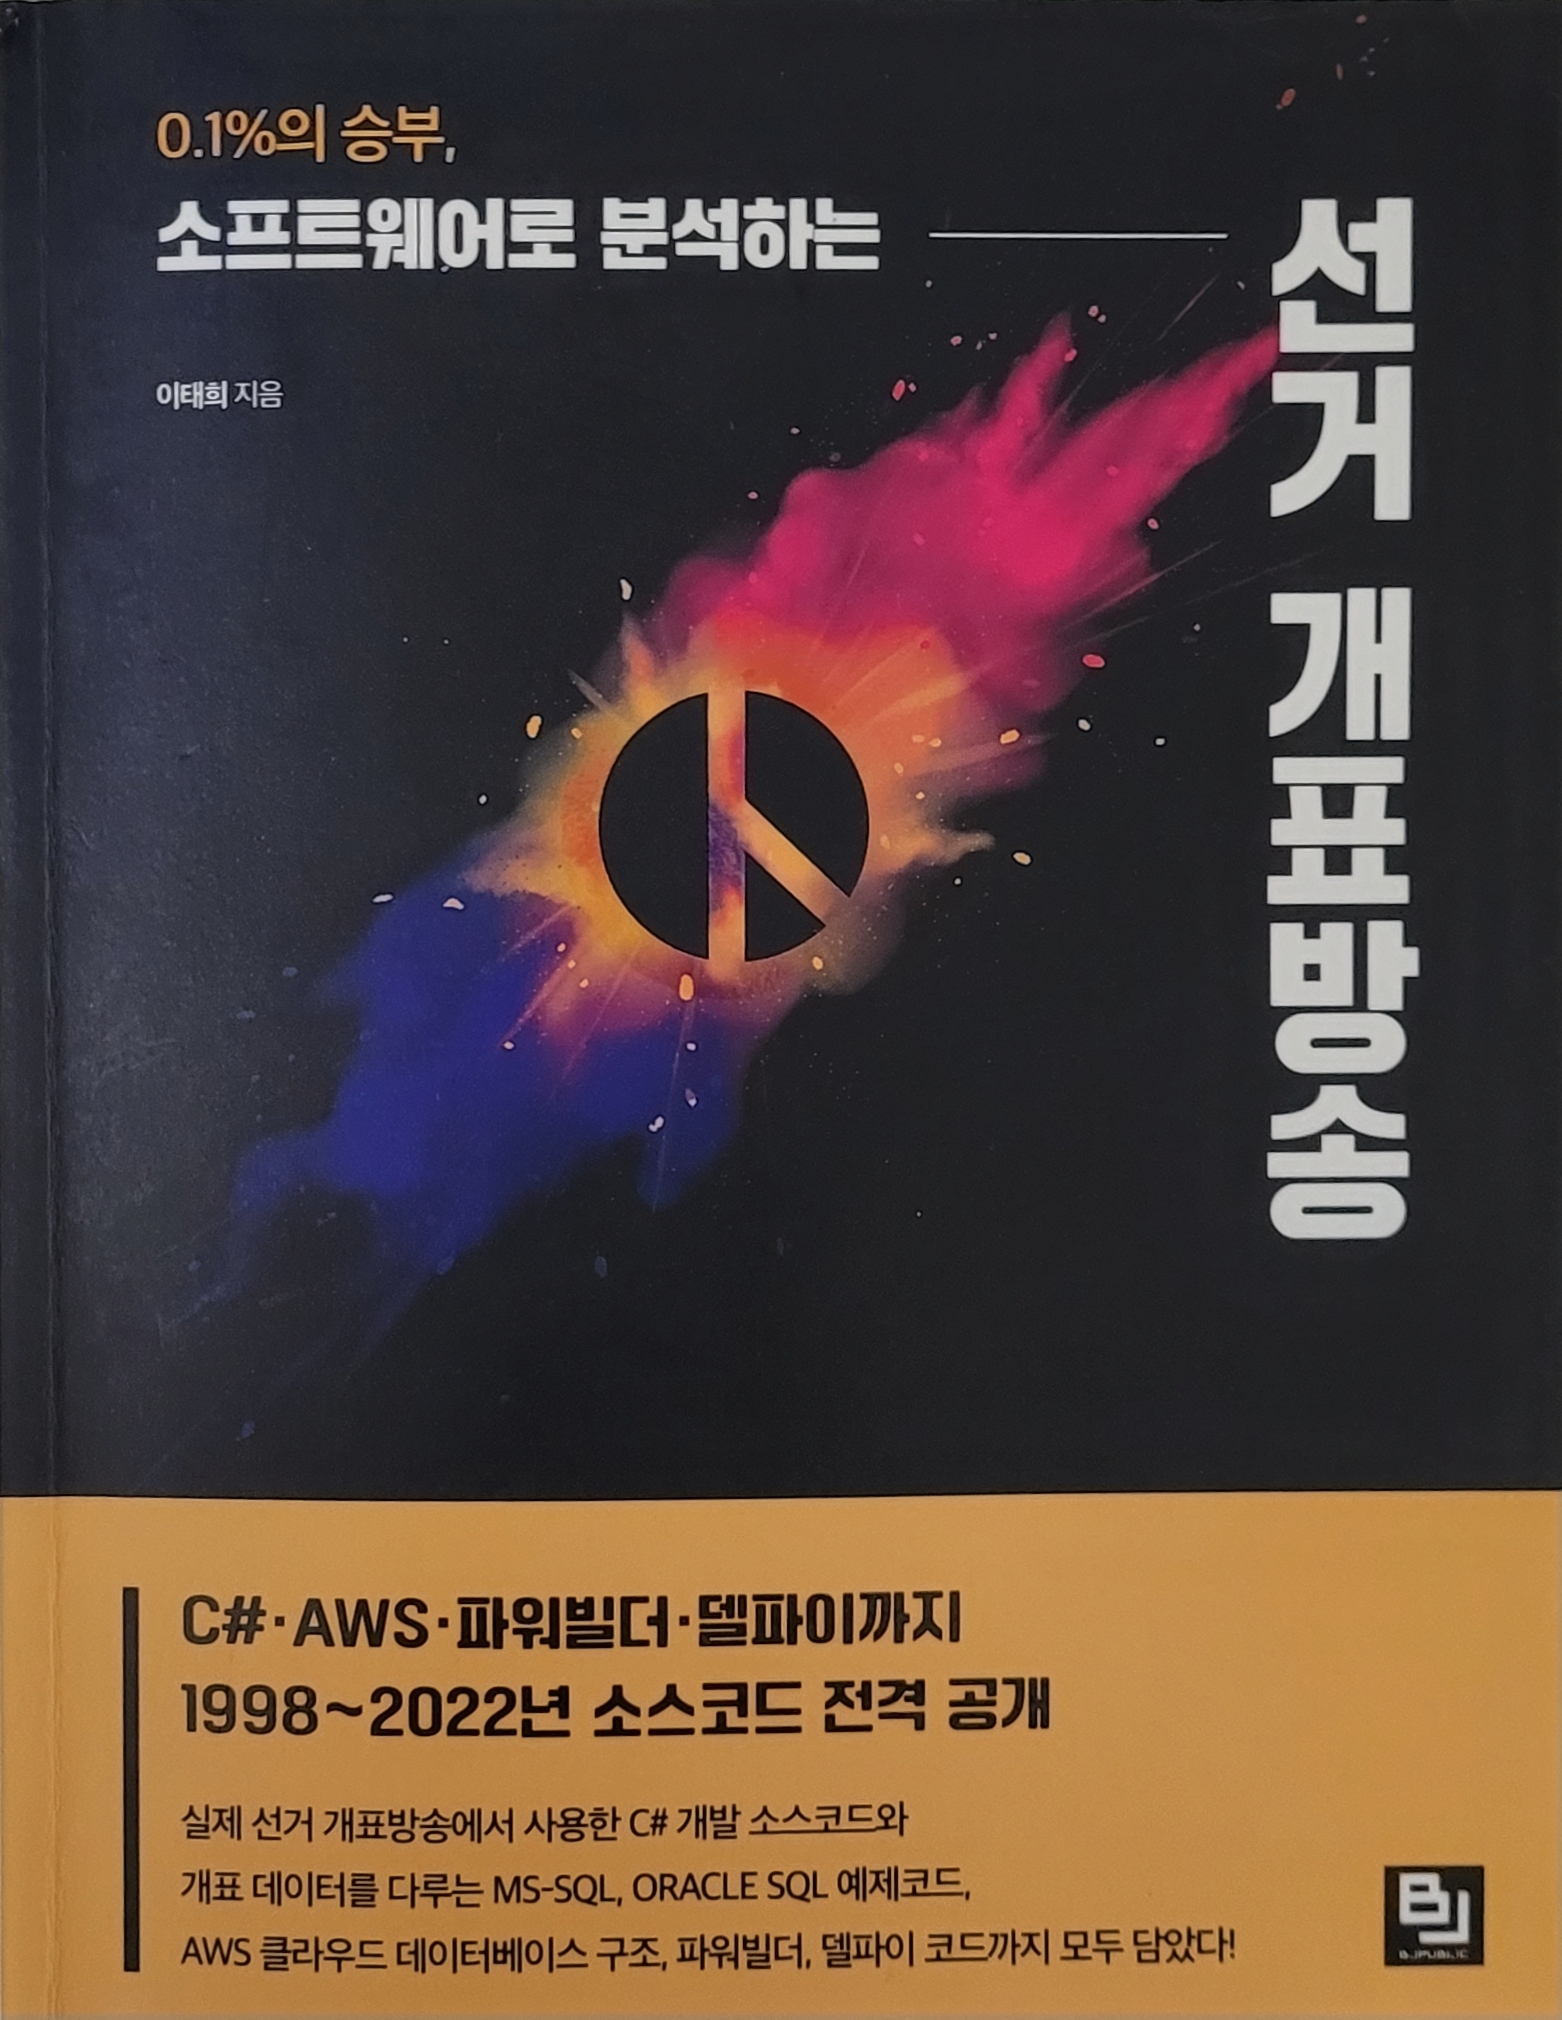 0.1%의 승부,
소프트웨어로 분석하는
선거 개표방송
이태희 지음
C#·AWS·파워빌더·델파이까지
1998~2022년 소스코드 전격 공개
실제 선거 개표방송에서 사용한 C# 개발 소스코드와
개표 데이터를 다루는 MS-SQL, ORACLE SQL 예제코드,
AWS 클라우드 데이터베이스 구조, 파워빌더, 델파이 코드까지 모두 담았다!
BJ
BJPUBLIC